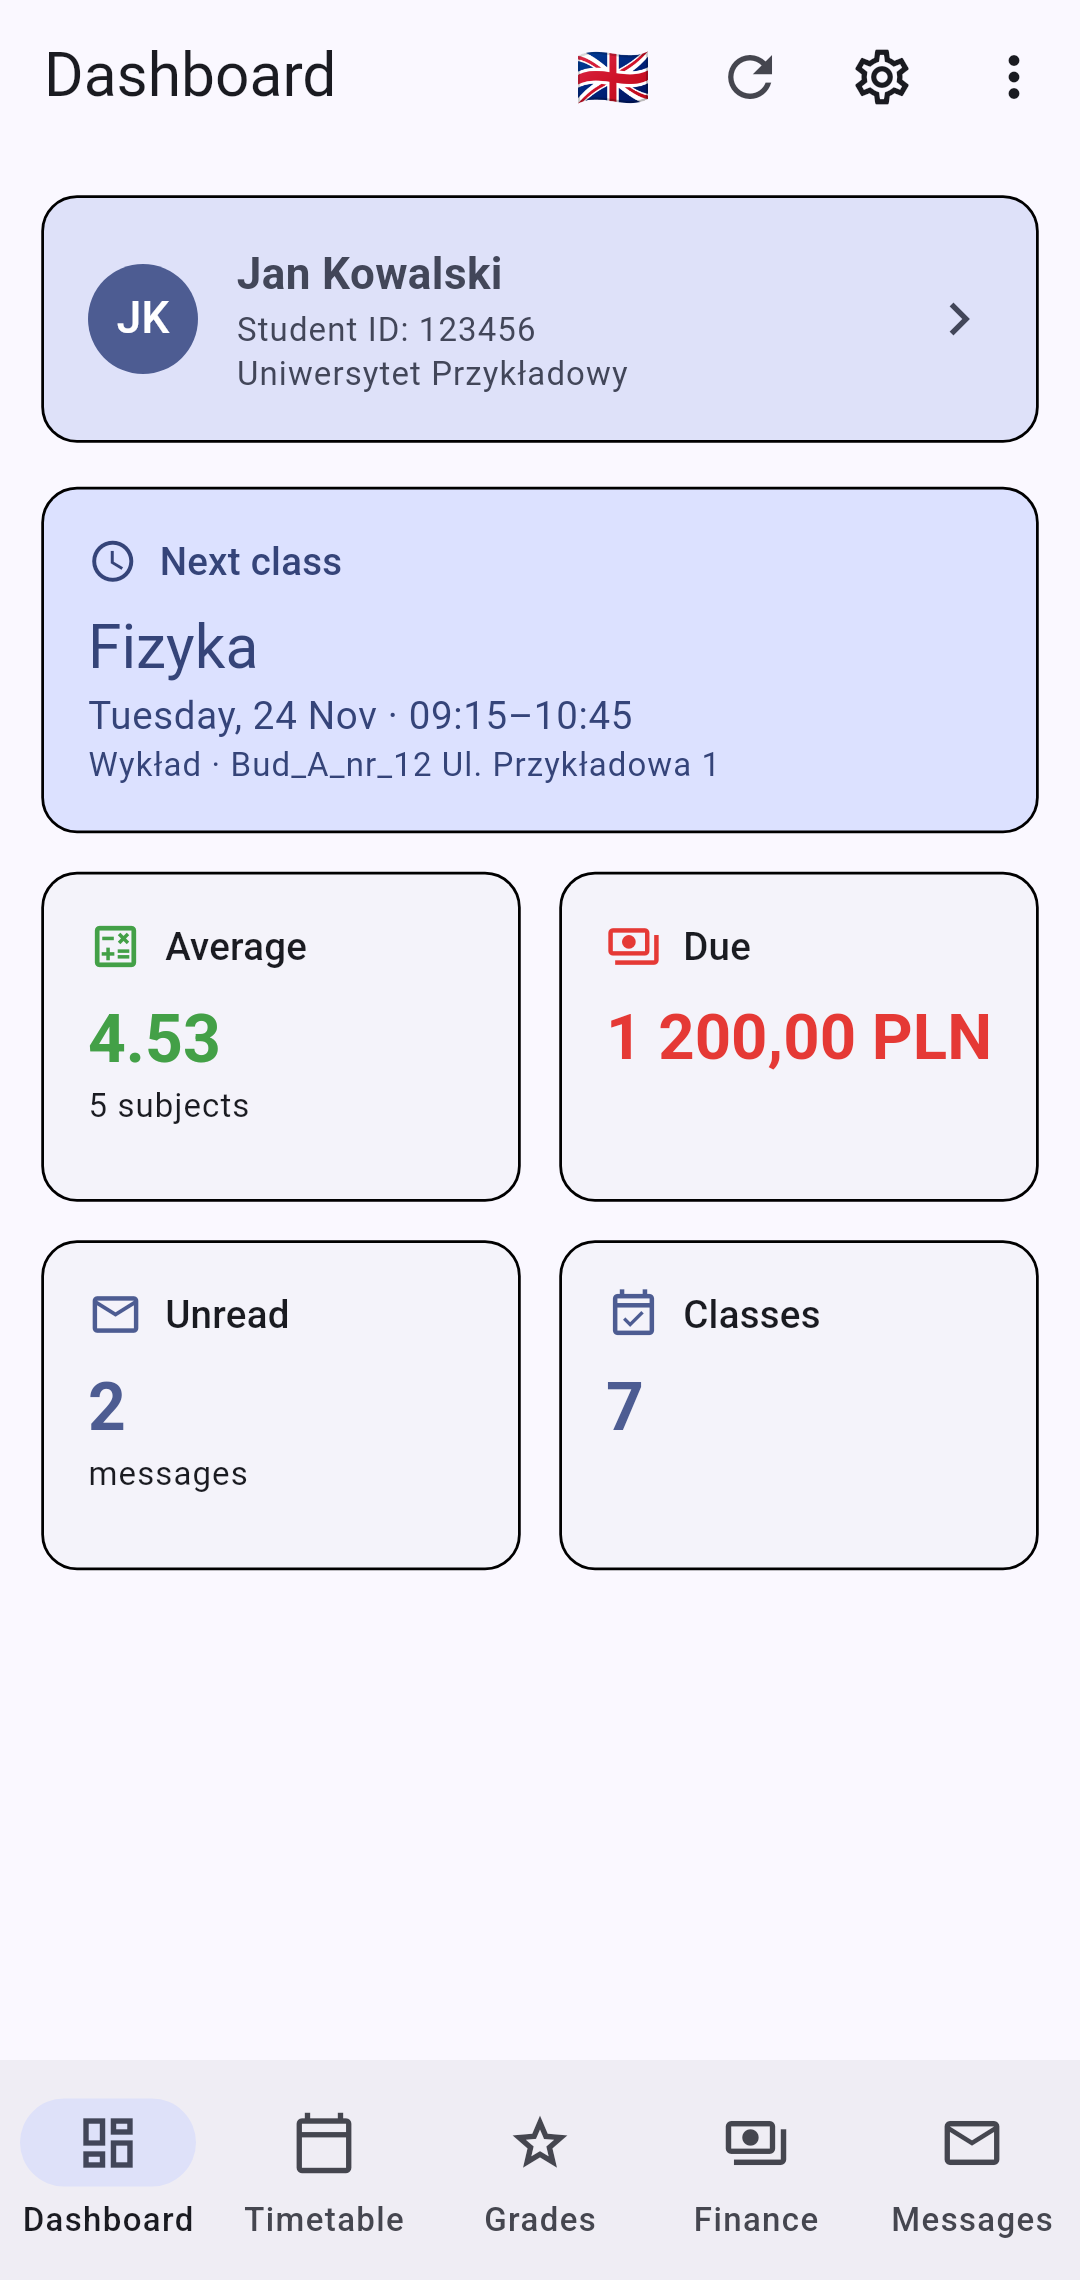 Dashboard
JK
Jan Kowalski
Student ID: 123456
Uniwersytet Przykładowy
Next class
Fizyka
Tuesday, 24 Nov · 09:15–10:45
Wykład · Bud_A_nr_12 Ul. Przykładowa 1
Average
4.53
5 subjects
Due
1 200,00 PLN
Unread
2
messages
Classes
7
Dashboard
Timetable
Grades
Finance
Messages